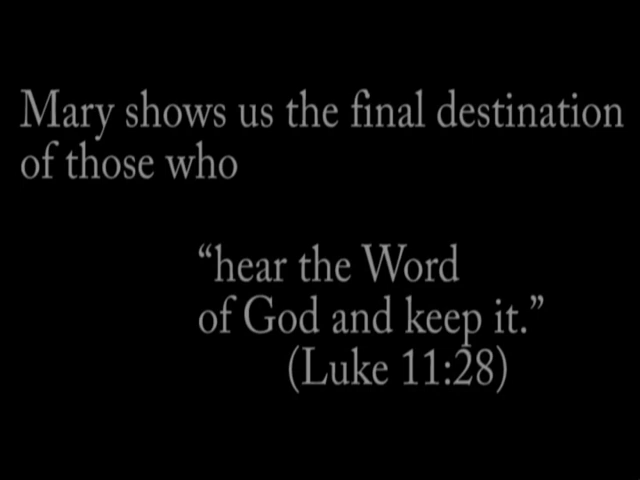 Mary shows us the final destination
of those who
“hear the Word
of God and keep it.”
(Luke 11:28)